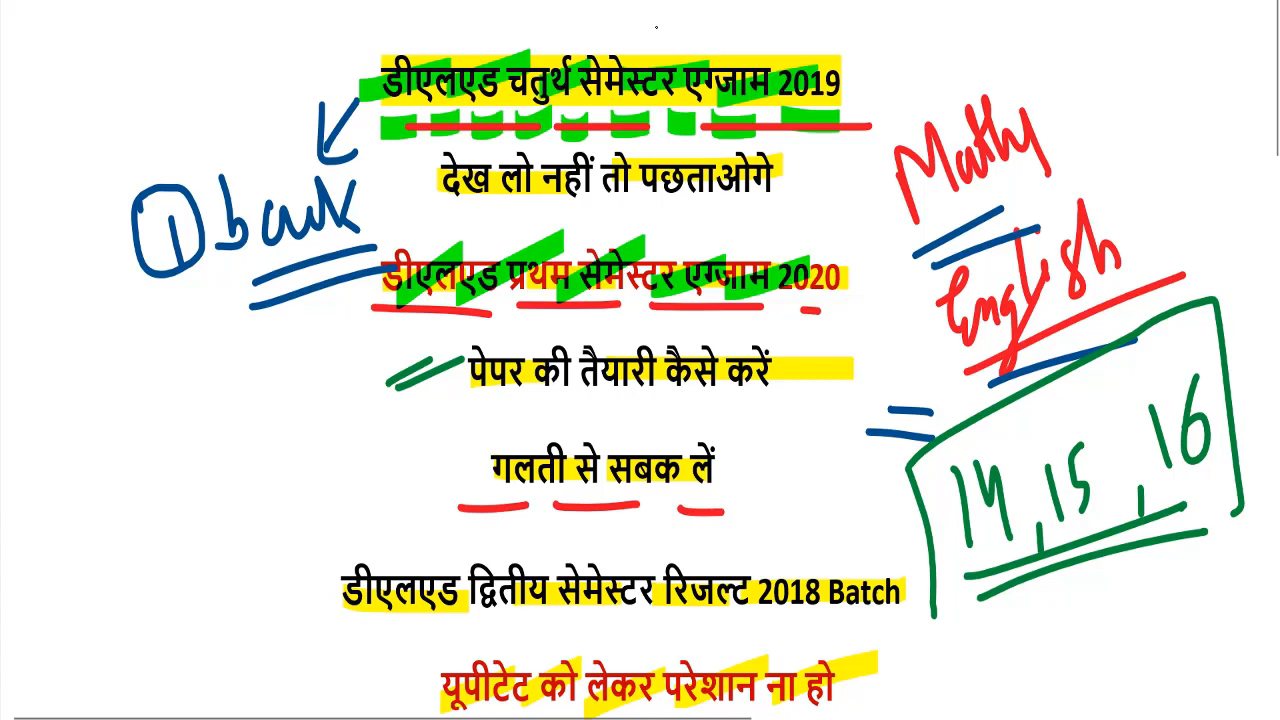 डीएलएड चतुर्थ सेमेस्टर एग्जाम 2019
देख लो नहीं तो पछताओगे
① back
डीएलएड प्रथम सेमेस्टर एग्जाम 2020
Math
English
पेपर की तैयारी कैसे करें
14, 15, 16
गलती से सबक लें
डीएलएड द्वितीय सेमेस्टर रिजल्ट 2018 Batch
यूपीटेट को लेकर परेशान ना हो